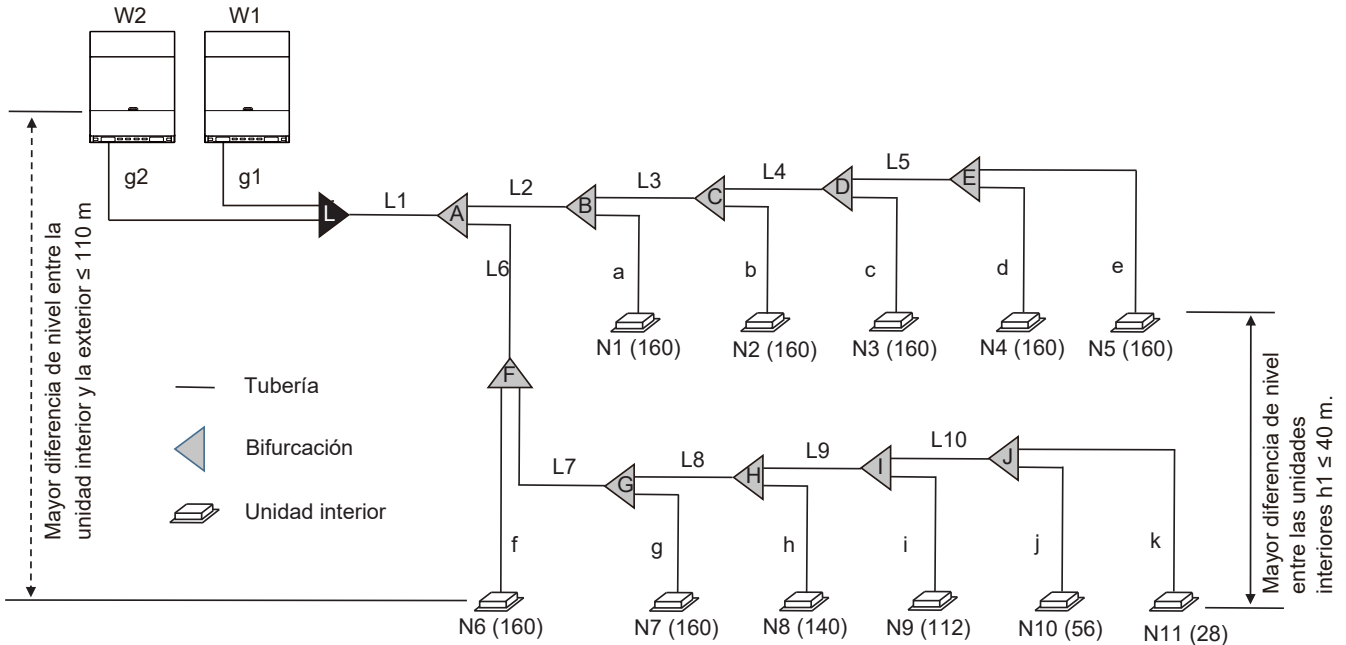 W2
W1
g2
g1
L
L1
A
L2
B
L3
C
L4
D
L5
E
L6
a
b
c
d
e
N1 (160)
N2 (160)
N3 (160)
N4 (160)
N5 (160)
Mayor diferencia de nivel entre la
unidad interior y la exterior ≤ 110 m
Tubería
Bifurcación
Unidad interior
F
L7
G
L8
H
L9
I
L10
J
f
g
h
i
j
k
N6 (160)
N7 (160)
N8 (140)
N9 (112)
N10 (56)
N11 (28)
Mayor diferencia de nivel
entre las unidades
interiores h1 ≤ 40 m.